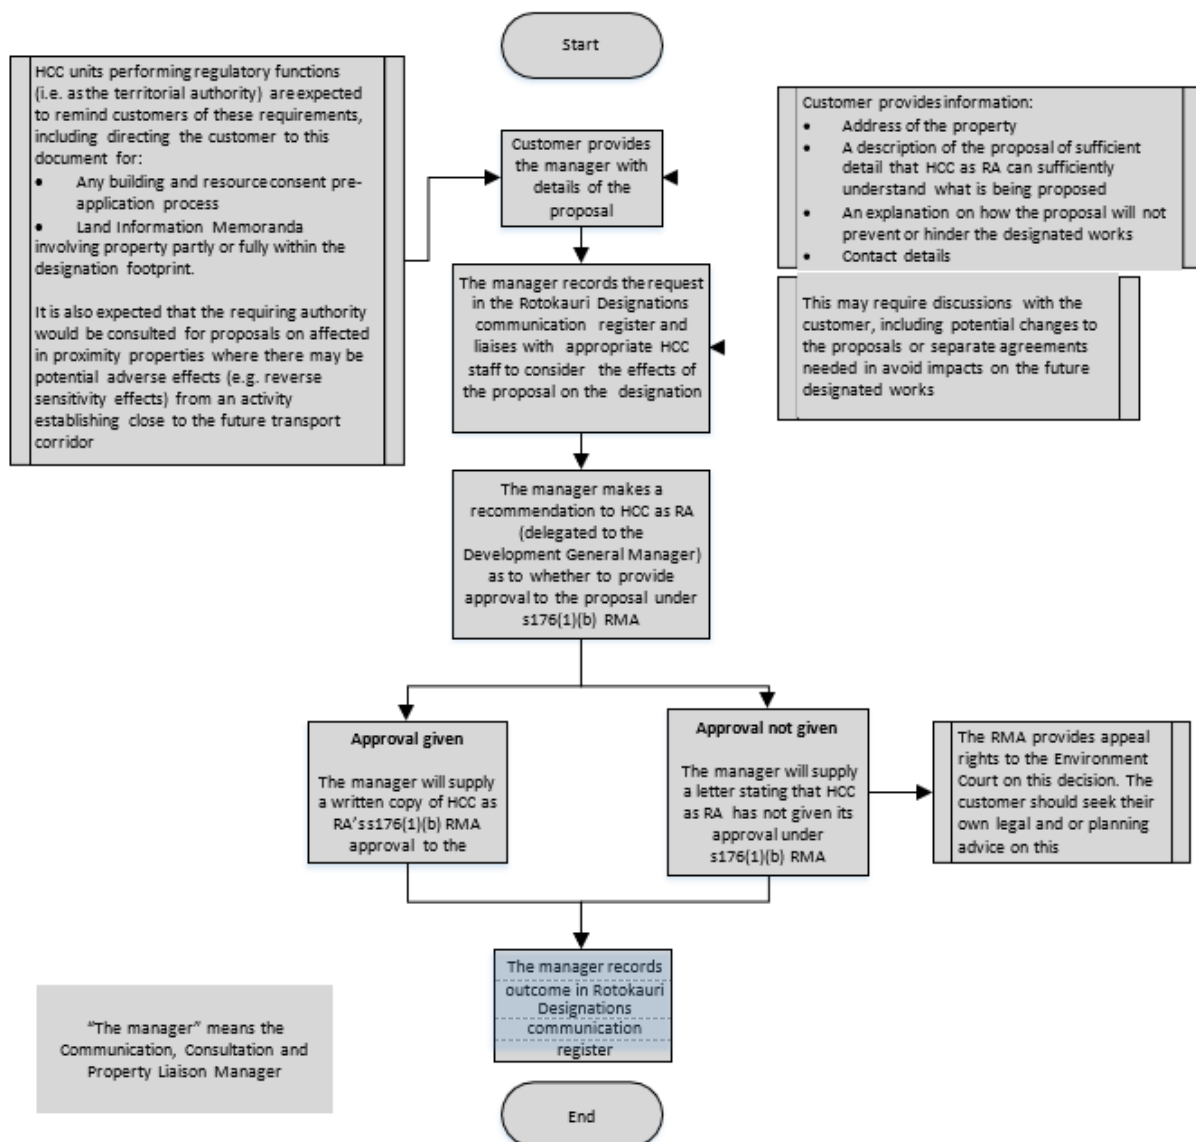 Start
HCC units performing regulatory functions
(i.e. as the territorial authority) are expected
to remind customers of these requirements,
including directing the customer to this
document for:
• Any building and resource consent pre-
application process
• Land Information Memoranda
involving property partly or fully within the
designation footprint.
It is also expected that the requiring authority
would be consulted for proposals on affected
in proximity properties where there may be
potential adverse effects (e.g. reverse
sensitivity effects) from an activity
establishing close to the future transport
corridor
Customer provides
the manager with
details of the
proposal
Customer provides information:
• Address of the property
• A description of the proposal of sufficient
detail that HCC as RA can sufficiently
understand what is being proposed
• An explanation on how the proposal will not
prevent or hinder the designated works
• Contact details
The manager records the request
in the Rotokauri Designations
communication register and
liaises with appropriate HCC
staff to consider the effects of
the proposal on the designation
This may require discussions with the
customer, including potential changes to
the proposals or separate agreements
needed in avoid impacts on the future
designated works
The manager makes a
recommendation to HCC as RA
(delegated to the
Development General Manager)
as to whether to provide
approval to the proposal under
s176(1)(b) RMA
Approval given
The manager will supply
a written copy of HCC as
RA's s176(1)(b) RMA
approval to the
Approval not given
The manager will supply
a letter stating that HCC
as RA has not given its
approval under
s176(1)(b) RMA
The RMA provides appeal
rights to the Environment
Court on this decision. The
customer should seek their
own legal and or planning
advice on this
The manager records
outcome in Rotokauri
Designations
communication
register
"The manager" means the
Communication, Consultation and
Property Liaison Manager
End